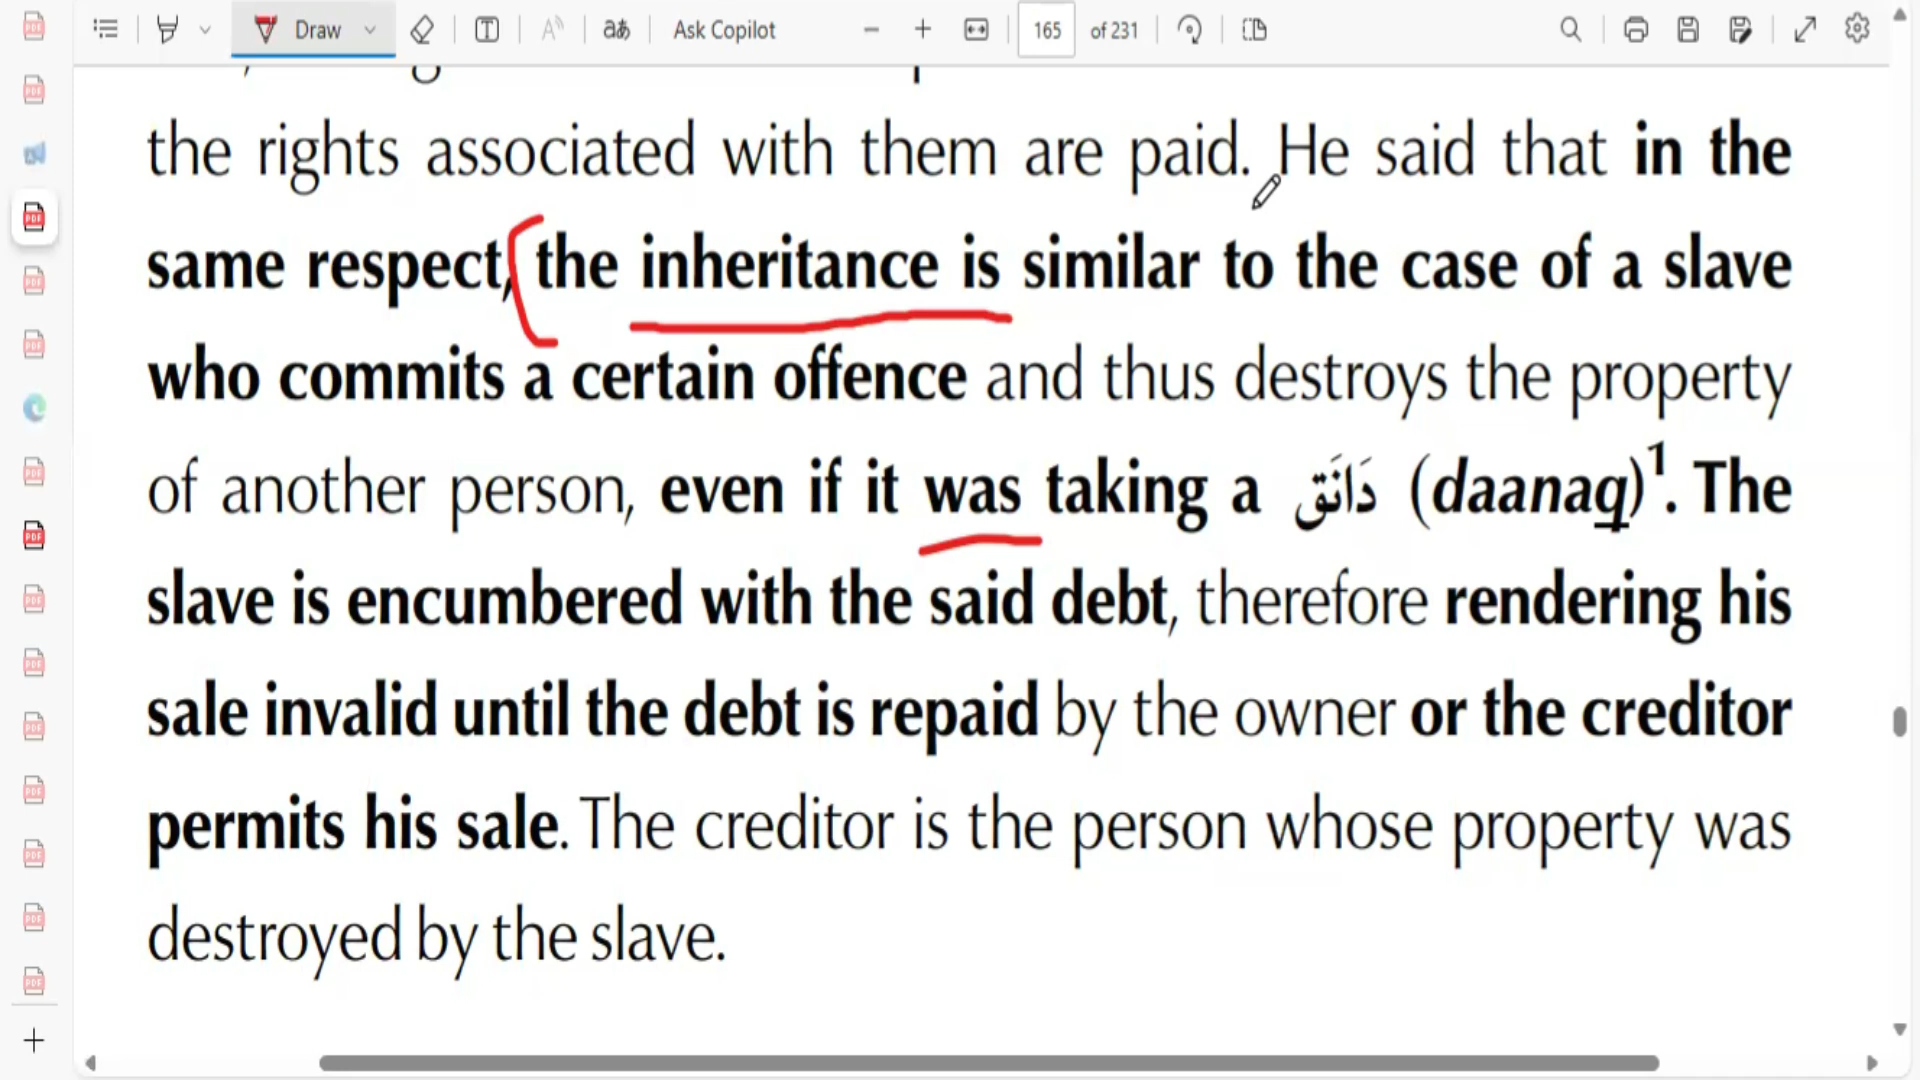 Draw
Ask Copilot
165 of 231
the rights associated with them are paid. He said that in the
same respect, the inheritance is similar to the case of a slave
who commits a certain offence and thus destroys the property
of another person, even if it was taking a دَانَق (daanaq)¹. The
slave is encumbered with the said debt, therefore rendering his
sale invalid until the debt is repaid by the owner or the creditor
permits his sale. The creditor is the person whose property was
destroyed by the slave.